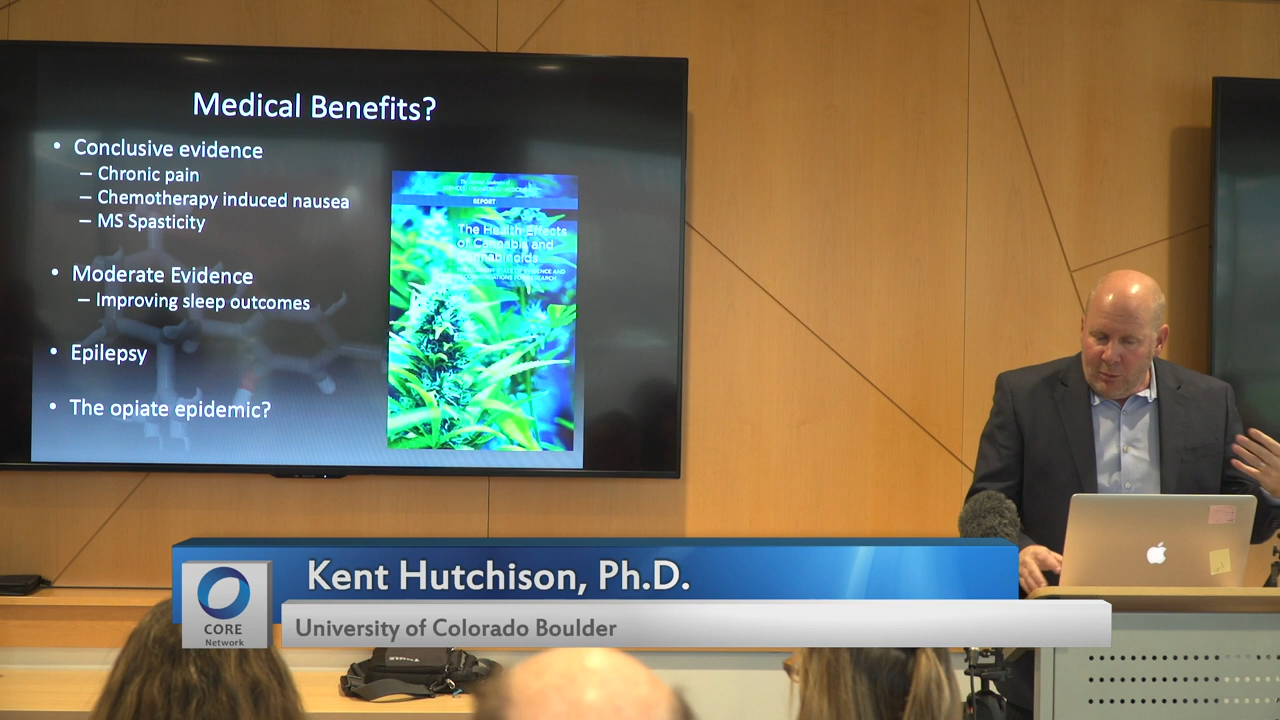 Medical Benefits?
• Conclusive evidence
– Chronic pain
– Chemotherapy induced nausea
– MS Spasticity
• Moderate Evidence
– Improving sleep outcomes
• Epilepsy
• The opiate epidemic?
REPORT
The Health Effects
of Cannabis and
Cannabinoids
Kent Hutchison, Ph.D.
CORE
Network
University of Colorado Boulder